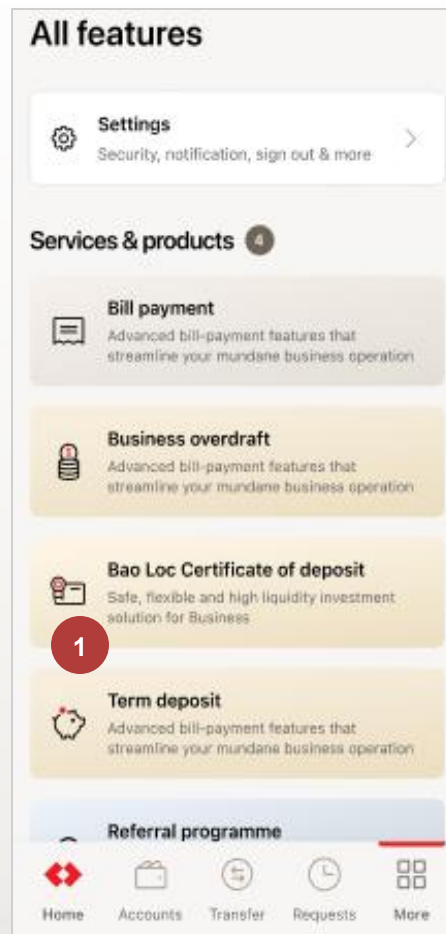 All features
Settings
Security, notification, sign out & more
Services & products 4
Bill payment
Advanced bill-payment features that
streamline your mundane business operation
Business overdraft
Advanced bill-payment features that
streamline your mundane business operation
Bao Loc Certificate of deposit
Safe, flexible and high liquidity investment
solution for Business
1
Term deposit
Advanced bill-payment features that
streamline your mundane business operation
Referral programme
Home Accounts Transfer Requests More